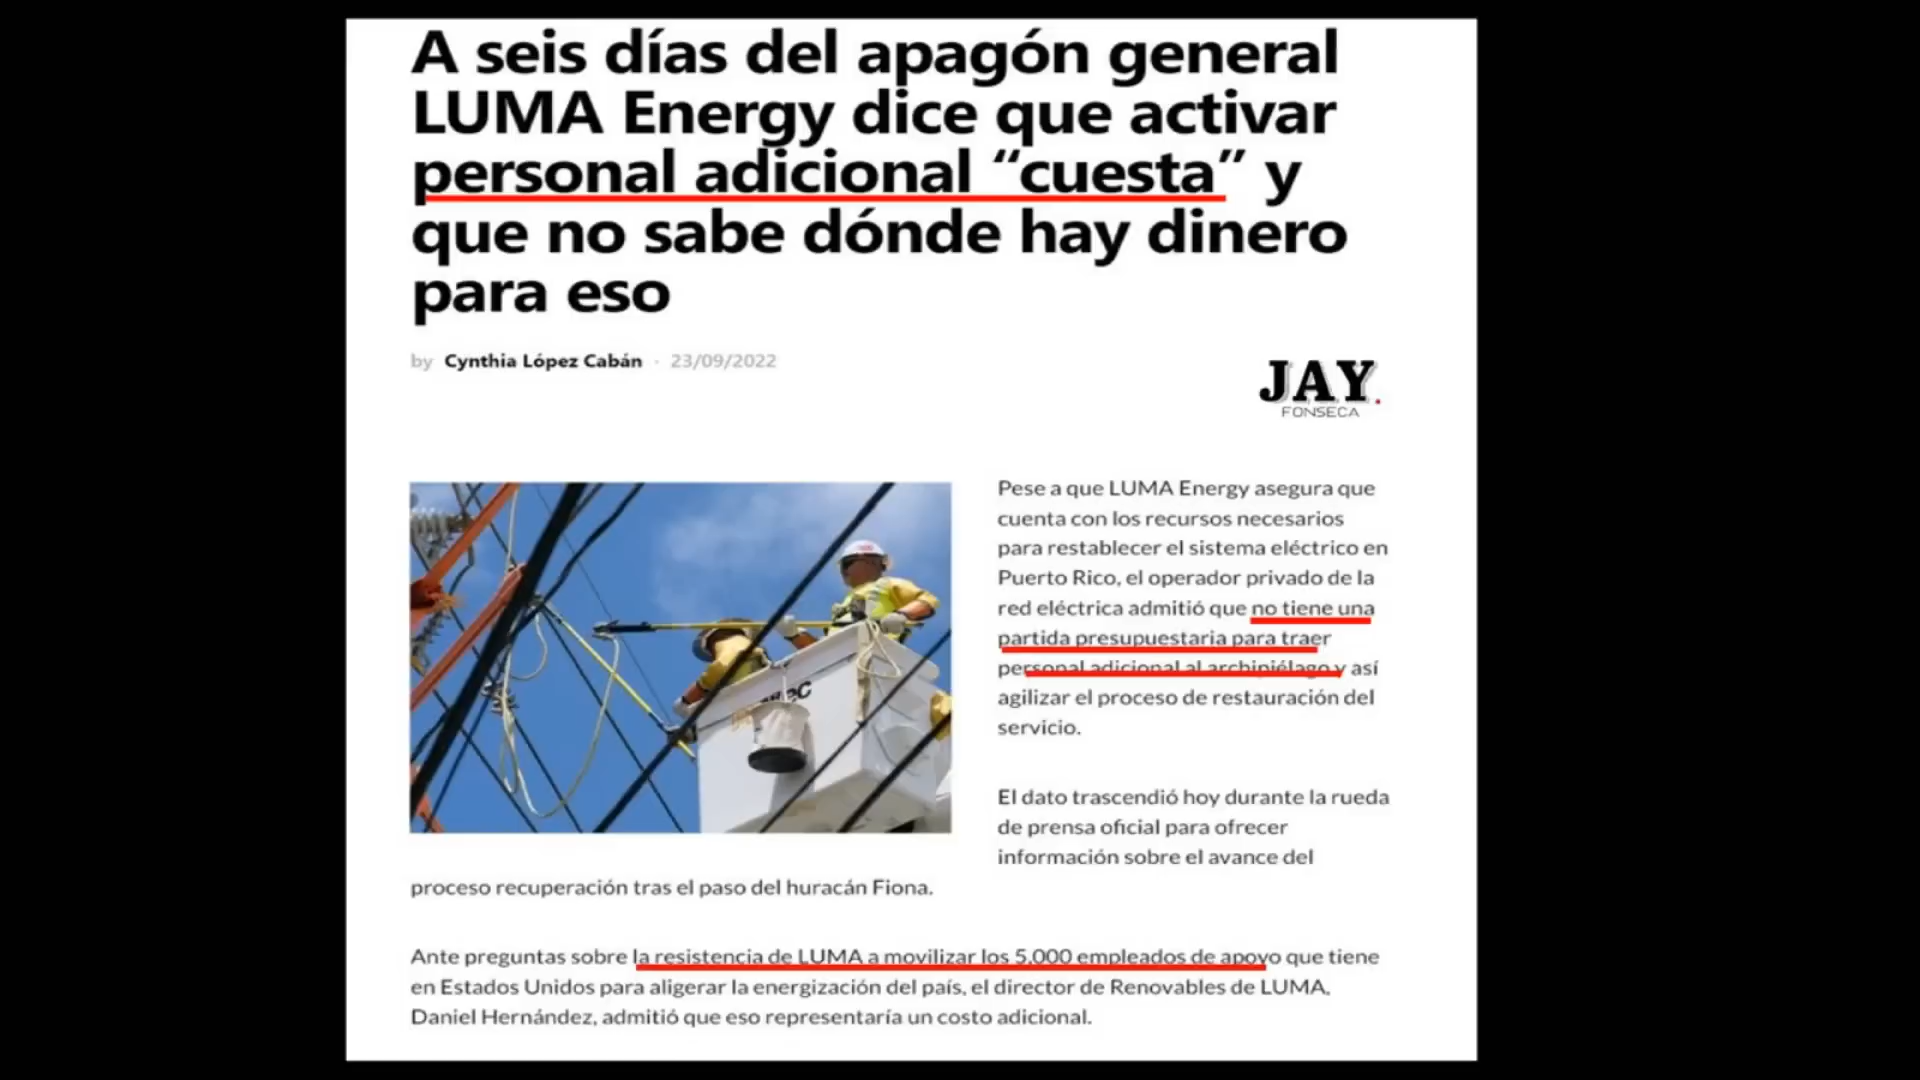 A seis días del apagón general
LUMA Energy dice que activar
personal adicional “cuesta” y
que no sabe dónde hay dinero
para eso
by Cynthia López Cabán · 23/09/2022
JAY.
FONSECA
Pese a que LUMA Energy asegura que
cuenta con los recursos necesarios
para restablecer el sistema eléctrico en
Puerto Rico, el operador privado de la
red eléctrica admitió que no tiene una
partida presupuestaria para traer
personal adicional al archipiélago y así
agilizar el proceso de restauración del
servicio.
El dato trascendió hoy durante la rueda
de prensa oficial para ofrecer
información sobre el avance del
proceso recuperación tras el paso del huracán Fiona.
Ante preguntas sobre la resistencia de LUMA a movilizar los 5,000 empleados de apoyo que tiene
en Estados Unidos para aligerar la energización del país, el director de Renovables de LUMA,
Daniel Hernández, admitió que eso representaría un costo adicional.